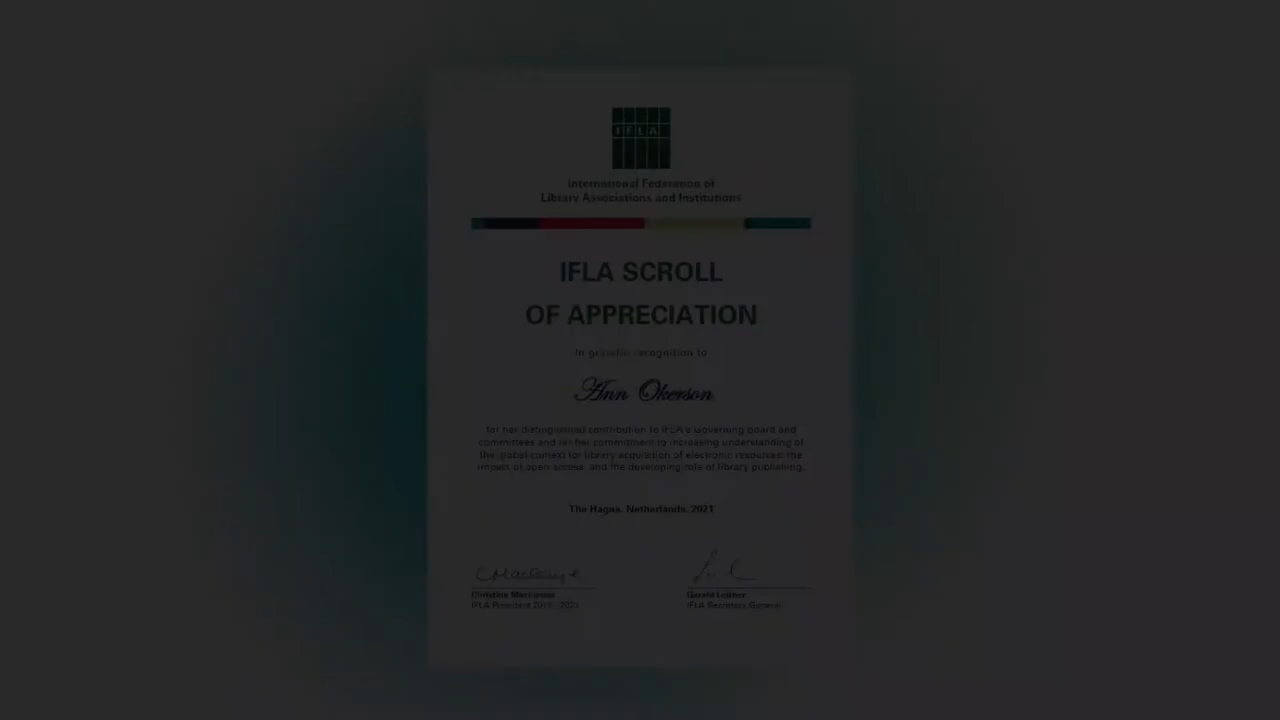 IFLA
International Federation of
Library Associations and Institutions
IFLA SCROLL
OF APPRECIATION
In grateful recognition to
Ann Okerson
for her distinguished contribution to IFLA's Governing Board and
committees and for her commitment to increasing understanding of
the global context for library acquisition of electronic resources, the
impact of open access, and the developing role of library publishing.
The Hague, Netherlands, 2021
Christine Mackenzie
Gerald Leitner
IFLA President 2019 - 2021
IFLA Secretary General